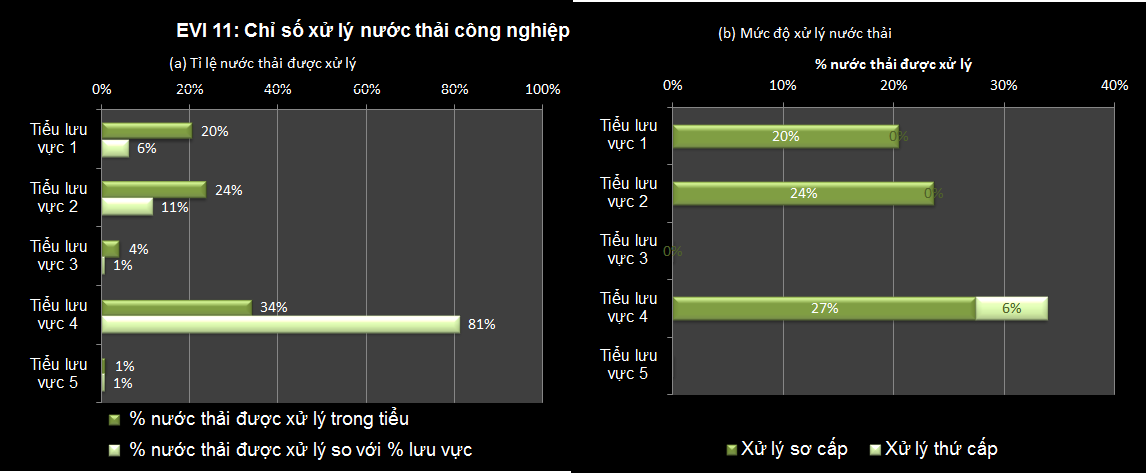 EVI 11: Chỉ số xử lý nước thải công nghiệp
(a) Tỉ lệ nước thải được xử lý
0% 20% 40% 60% 80% 100%
Tiểu lưu
vực 1
20%
6%
Tiểu lưu
vực 2
24%
11%
Tiểu lưu
vực 3
4%
1%
Tiểu lưu
vực 4
34%
81%
Tiểu lưu
vực 5
1%
1%
% nước thải được xử lý trong tiểu
% nước thải được xử lý so với % lưu vực
(b) Mức độ xử lý nước thải
% nước thải được xử lý
0% 10% 20% 30% 40%
Tiểu lưu
vực 1
20% 0%
Tiểu lưu
vực 2
24% 0%
Tiểu lưu
vực 3
0%
Tiểu lưu
vực 4
27% 6%
Tiểu lưu
vực 5
Xử lý sơ cấp Xử lý thứ cấp